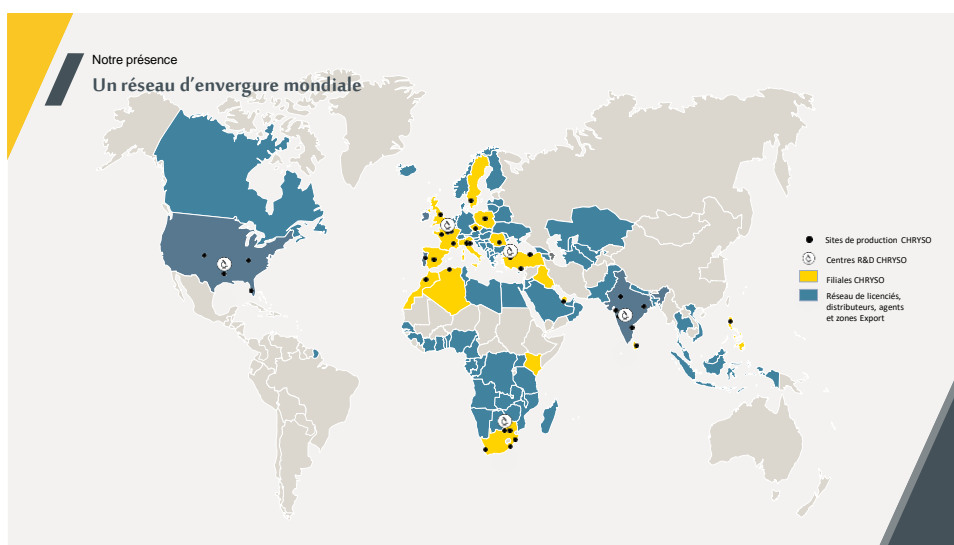 Notre présence
Un réseau d'envergure mondiale
Sites de production CHRYSO
Centres R&D CHRYSO
Filiales CHRYSO
Réseau de licenciés,
distributeurs, agents
et zones Export